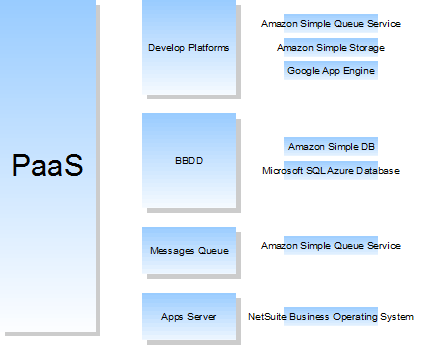 PaaS
Develop Platforms
Amazon Simple Queue Service
Amazon Simple Storage
Google App Engine
BBDD
Amazon Simple DB
Microsoft SQL Azure Database
Messages Queue
Amazon Simple Queue Service
Apps Server
NetSuite Business Operating System